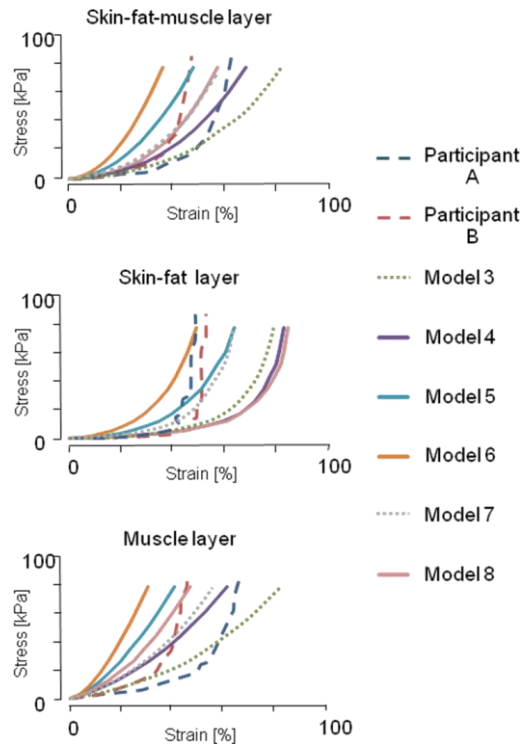 Skin-fat-muscle layer
100
Stress [kPa]
0
0
100
Strain [%]
Skin-fat layer
100
Stress [kPa]
0
0
100
Strain [%]
Muscle layer
100
Stress [kPa]
0
0
100
Strain [%]
Participant
A
Participant
B
Model 3
Model 4
Model 5
Model 6
Model 7
Model 8